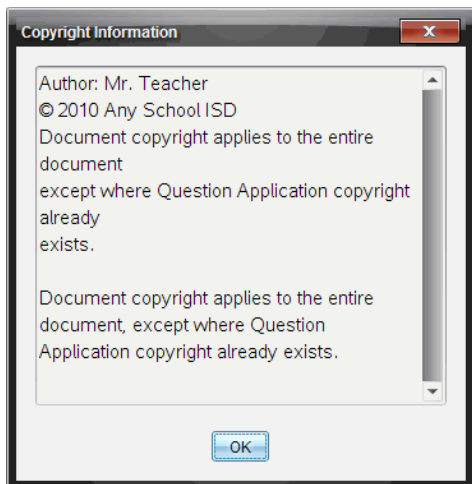 Copyright Information
Author: Mr. Teacher
© 2010 Any School ISD
Document copyright applies to the entire
document
except where Question Application copyright
already
exists.
Document copyright applies to the entire
document, except where Question
Application copyright already exists.
OK